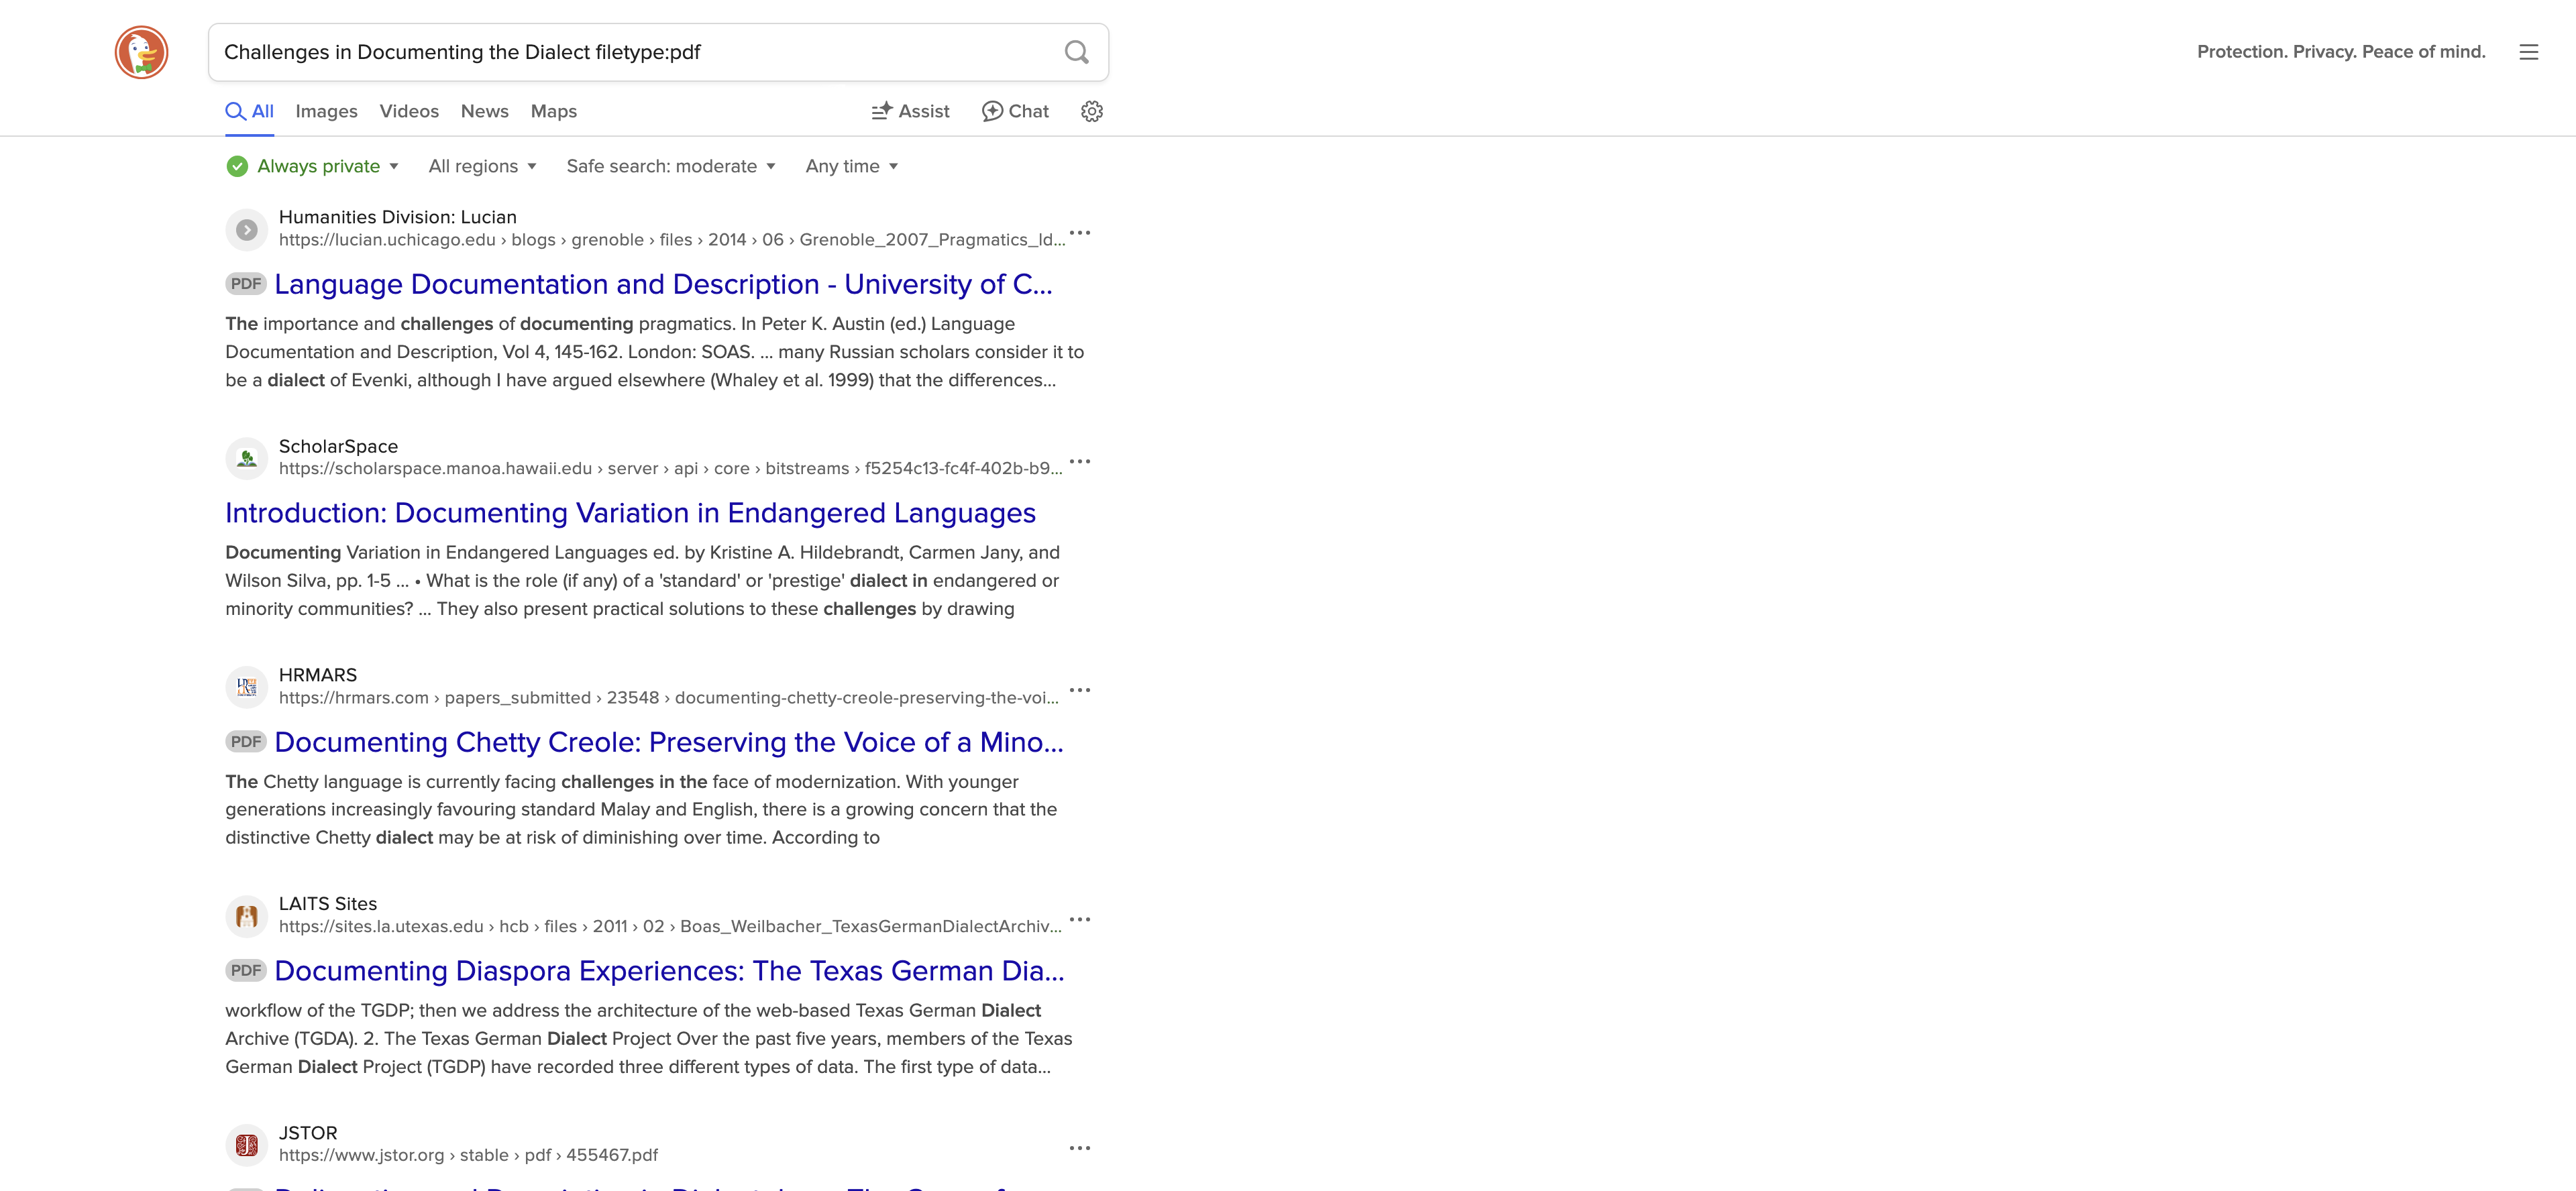 Challenges in Documenting the Dialect filetype:pdf
Protection. Privacy. Peace of mind.
All Images Videos News Maps Assist Chat
Always private All regions Safe search: moderate Any time
Humanities Division: Lucian
https://lucian.uchicago.edu › blogs › grenoble › files › 2014 › 06 › Grenoble_2007_Pragmatics_Id...
PDF Language Documentation and Description - University of C...
The importance and challenges of documenting pragmatics. In Peter K. Austin (ed.) Language
Documentation and Description, Vol 4, 145-162. London: SOAS. ... many Russian scholars consider it to
be a dialect of Evenki, although I have argued elsewhere (Whaley et al. 1999) that the differences...
ScholarSpace
https://scholarspace.manoa.hawaii.edu › server › api › core › bitstreams › f5254c13-fc4f-402b-b9...
Introduction: Documenting Variation in Endangered Languages
Documenting Variation in Endangered Languages ed. by Kristine A. Hildebrandt, Carmen Jany, and
Wilson Silva, pp. 1-5 ... • What is the role (if any) of a 'standard' or 'prestige' dialect in endangered or
minority communities? ... They also present practical solutions to these challenges by drawing
HRMARS
https://hrmars.com › papers_submitted › 23548 › documenting-chetty-creole-preserving-the-voi...
PDF Documenting Chetty Creole: Preserving the Voice of a Mino...
The Chetty language is currently facing challenges in the face of modernization. With younger
generations increasingly favouring standard Malay and English, there is a growing concern that the
distinctive Chetty dialect may be at risk of diminishing over time. According to
LAITS Sites
https://sites.la.utexas.edu › hcb › files › 2011 › 02 › Boas_Weilbacher_TexasGermanDialectArchiv...
PDF Documenting Diaspora Experiences: The Texas German Dia...
workflow of the TGDP; then we address the architecture of the web-based Texas German Dialect
Archive (TGDA). 2. The Texas German Dialect Project Over the past five years, members of the Texas
German Dialect Project (TGDP) have recorded three different types of data. The first type of data...
JSTOR
https://www.jstor.org › stable › pdf › 455467.pdf